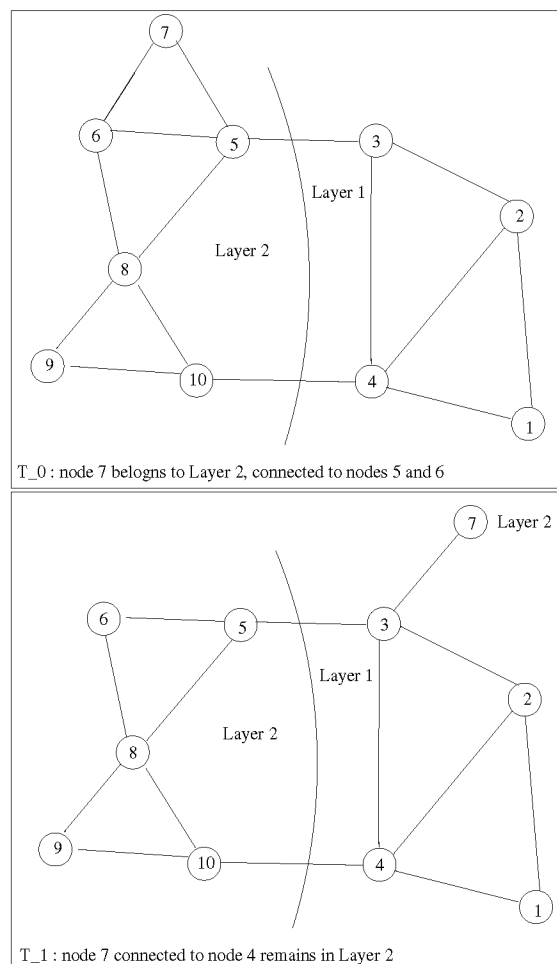 7
6
5
3
Layer 1
2
Layer 2
8
9
10
4
1
T_0 : node 7 belogns to Layer 2, connected to nodes 5 and 6
7
Layer 2
6
5
3
Layer 1
2
Layer 2
8
9
10
4
1
T_1 : node 7 connected to node 4 remains in Layer 2